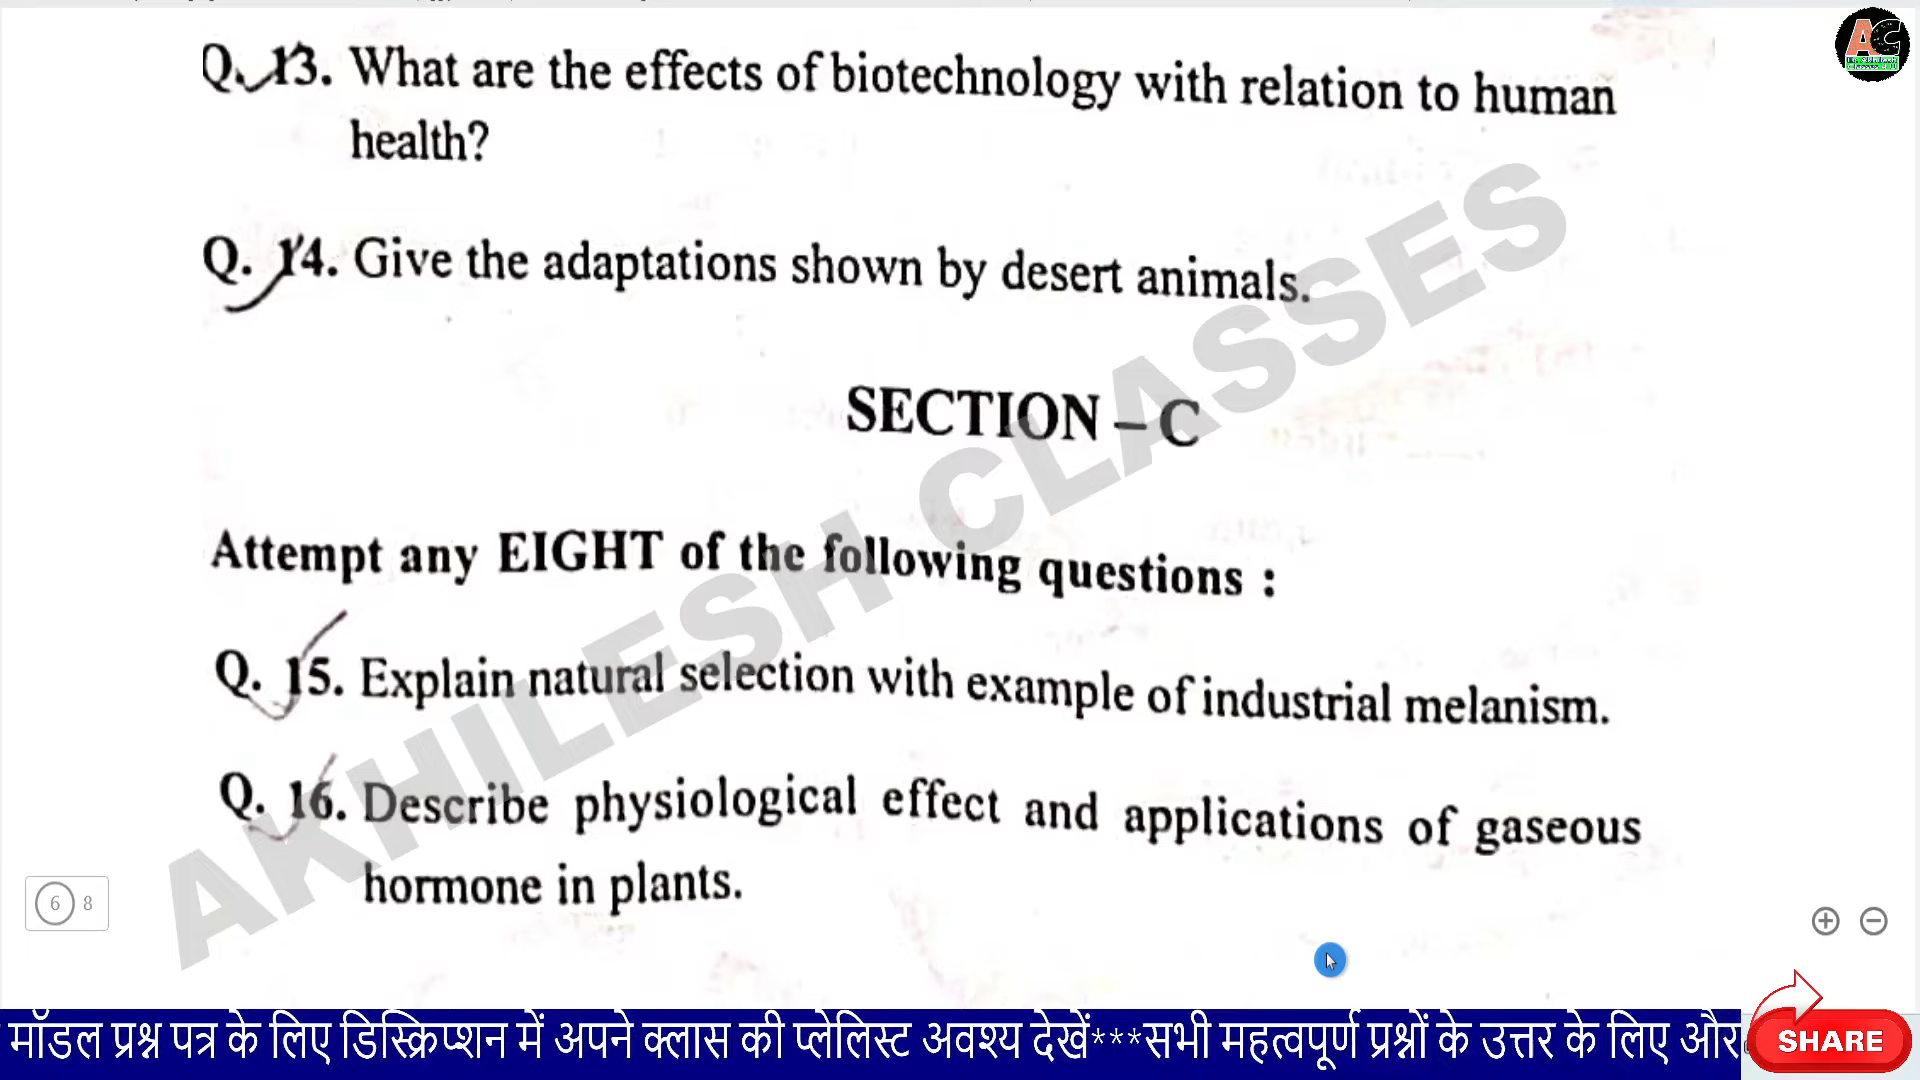 Q. 13. What are the effects of biotechnology with relation to human
health?
Q. 14. Give the adaptations shown by desert animals.
SECTION – C
Attempt any EIGHT of the following questions :
Q. 15. Explain natural selection with example of industrial melanism.
Q. 16. Describe physiological effect and applications of gaseous
hormone in plants.
AKHILESH CLASSES
AC
6 8
मॉडल प्रश्न पत्र के लिए डिस्क्रिप्शन में अपने क्लास की प्लेलिस्ट अवश्य देखें***सभी महत्वपूर्ण प्रश्नों के उत्तर के लिए और
SHARE